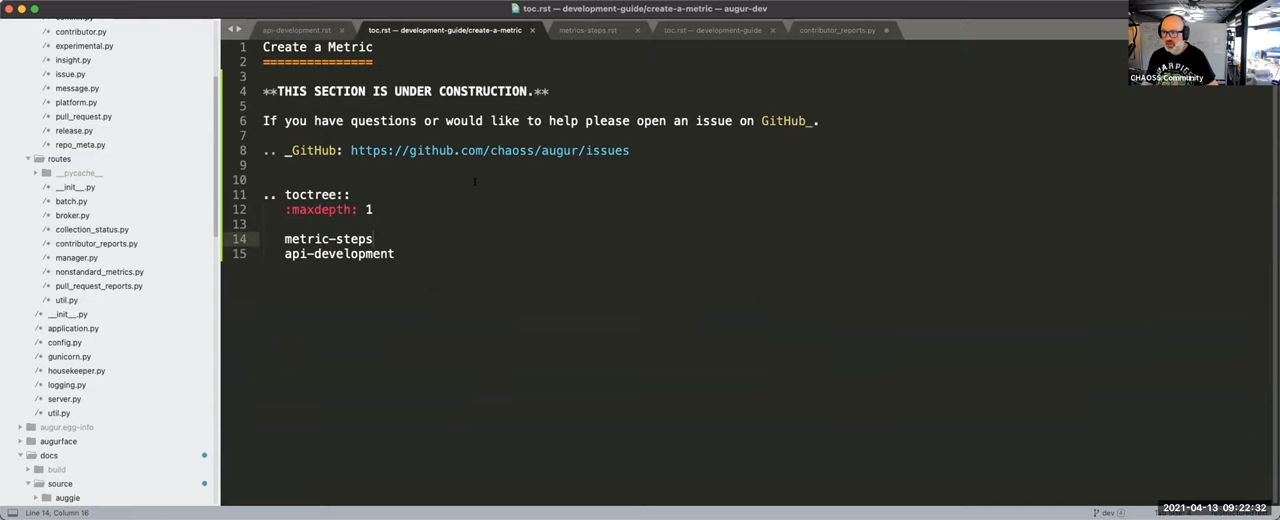 toc.rst — development-guide/create-a-metric — augur-dev
api-development.rst
toc.rst — development-guide/create-a-metric
metrics-steps.rst
toc.rst — development-guide
contributor_reports.py
contributor.py
experimental.py
insight.py
issue.py
message.py
platform.py
pull_request.py
release.py
repo_meta.py
routes
__pycache__
__init__.py
batch.py
broker.py
collection_status.py
contributor_reports.py
manager.py
nonstandard_metrics.py
pull_request_reports.py
util.py
__init__.py
application.py
config.py
gunicorn.py
housekeeper.py
logging.py
server.py
util.py
augur.egg-info
augurface
docs
build
source
auggie
1 Create a Metric
2 ===============
3
4 **THIS SECTION IS UNDER CONSTRUCTION.**
5
6 If you have questions or would like to help please open an issue on GitHub_.
7
8 .. _GitHub: https://github.com/chaoss/augur/issues
9
10
11 .. toctree::
12 :maxdepth: 1
13
14 metric-steps
15 api-development
CHAOSS Community
Line 14, Column 16
dev 4
2021-04-13 09:22:32